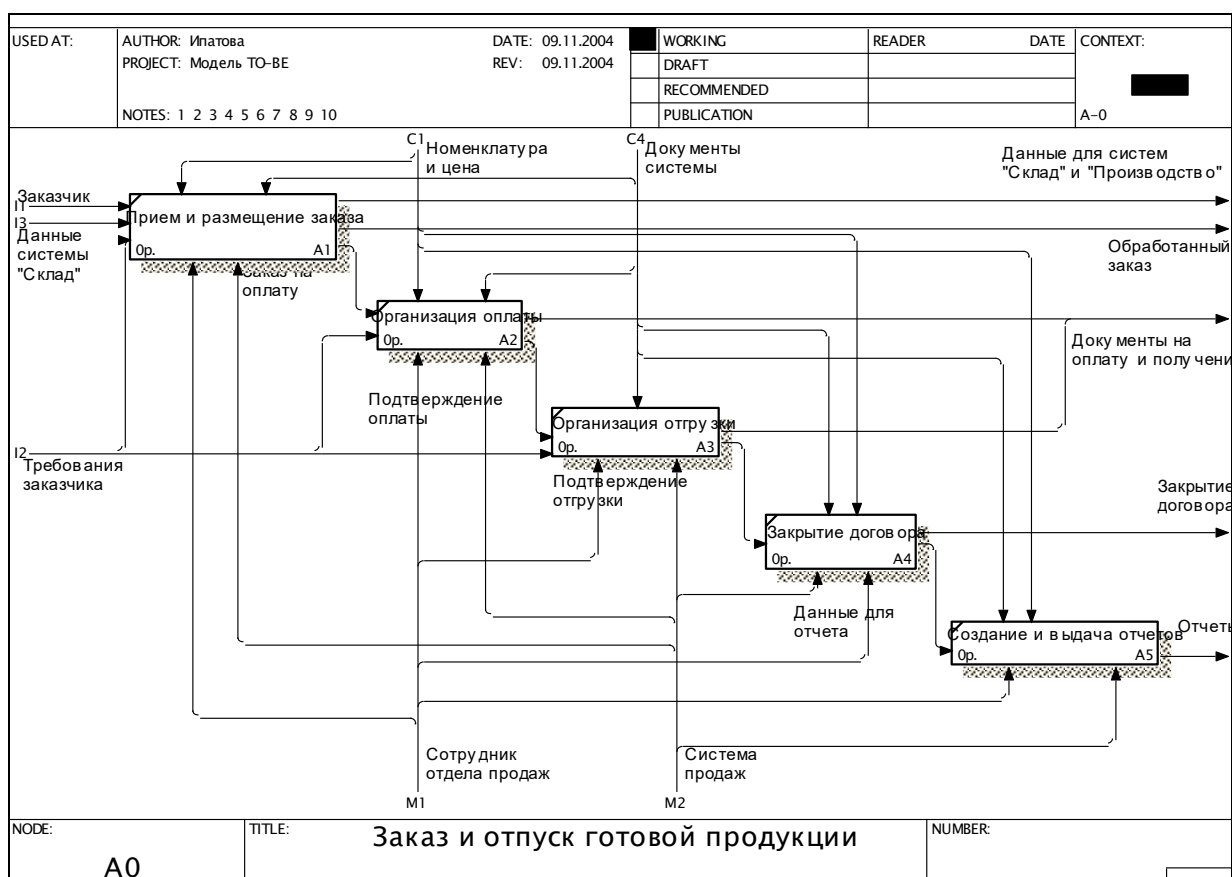 USED AT:
AUTHOR: Ипатова
DATE: 09.11.2004
WORKING
READER
DATE
CONTEXT:
PROJECT: Модель TO-BE
REV: 09.11.2004
DRAFT
RECOMMENDED
NOTES: 1 2 3 4 5 6 7 8 9 10
PUBLICATION
A-0
C1
Номенклатура
и цена
C4
Документы
системы
Данные для систем
"Склад" и "Производство"
Заказчик
I1
I3
Данные
системы
"Склад"
Прием и размещение заказа
0р.
A1
Обработанный
заказ
Заказ на
оплату
Организация оплаты
0р.
A2
Документы на
оплату и получени
Подтверждение
оплаты
Организация отгрузки
0р.
A3
I2
Требования
заказчика
Подтверждение
отгрузки
Закрытие
договора
Закрытие договора
0р.
A4
Данные для
отчета
Создание и выдача отчетов
0р.
A5
Отчеты
Сотрудник
отдела продаж
Система
продаж
M1
M2
NODE:
TITLE:
Заказ и отпуск готовой продукции
NUMBER:
A0